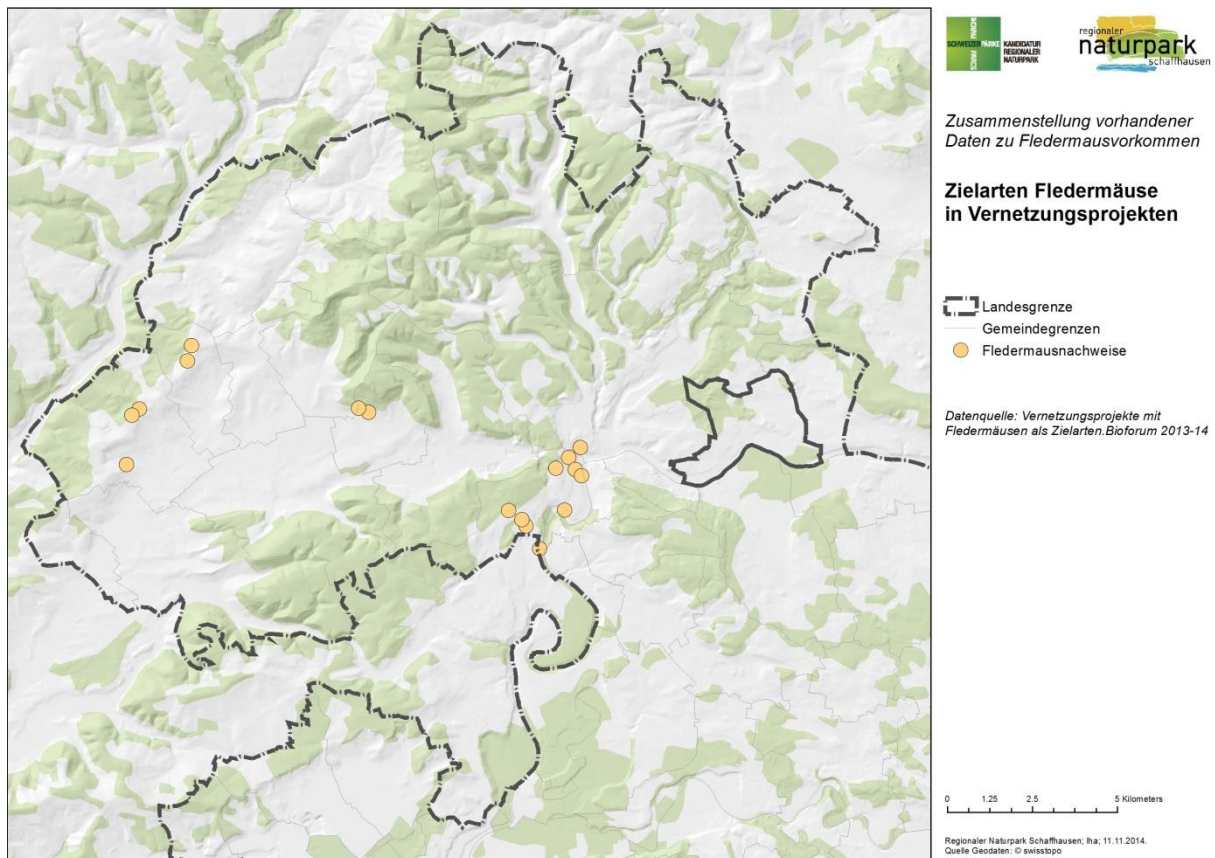 SCHWEIZER PÄRKE
PARCS
KANDIDATUR
REGIONALER
NATURPARK
regionaler
naturpark
schaffhausen
Zusammenstellung vorhandener
Daten zu Fledermausvorkommen
Zielarten Fledermäuse
in Vernetzungsprojekten
Landesgrenze
Gemeindegrenzen
Fledermausnachweise
Datenquelle: Vernetzungsprojekte mit
Fledermäusen als Zielarten.Bioforum 2013-14
0 1.25 2.5 5 Kilometers
Regionaler Naturpark Schaffhausen; lha; 11.11.2014.
Quelle Geodaten: © swisstopo